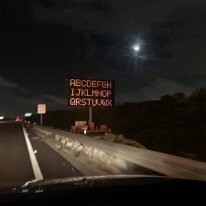 ABCDEFGH
IJKLMNOP
QRSTUVWX